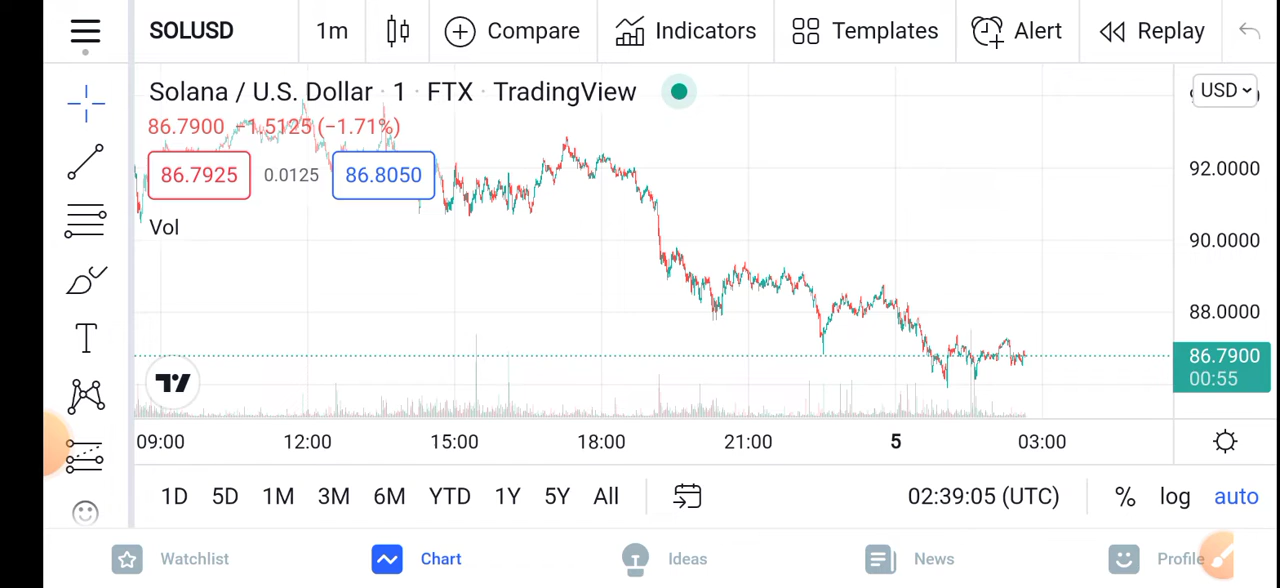 SOLUSD 1m Compare Indicators Templates Alert Replay
Solana / U.S. Dollar · 1 · FTX · TradingView
USD
86.7900 −1.5125 (−1.71%)
86.7925 0.0125 86.8050
92.0000
Vol
90.0000
88.0000
86.7900
00:55
09:00 12:00 15:00 18:00 21:00 5 03:00
1D 5D 1M 3M 6M YTD 1Y 5Y All 02:39:05 (UTC) % log auto
Watchlist Chart Ideas News Profile